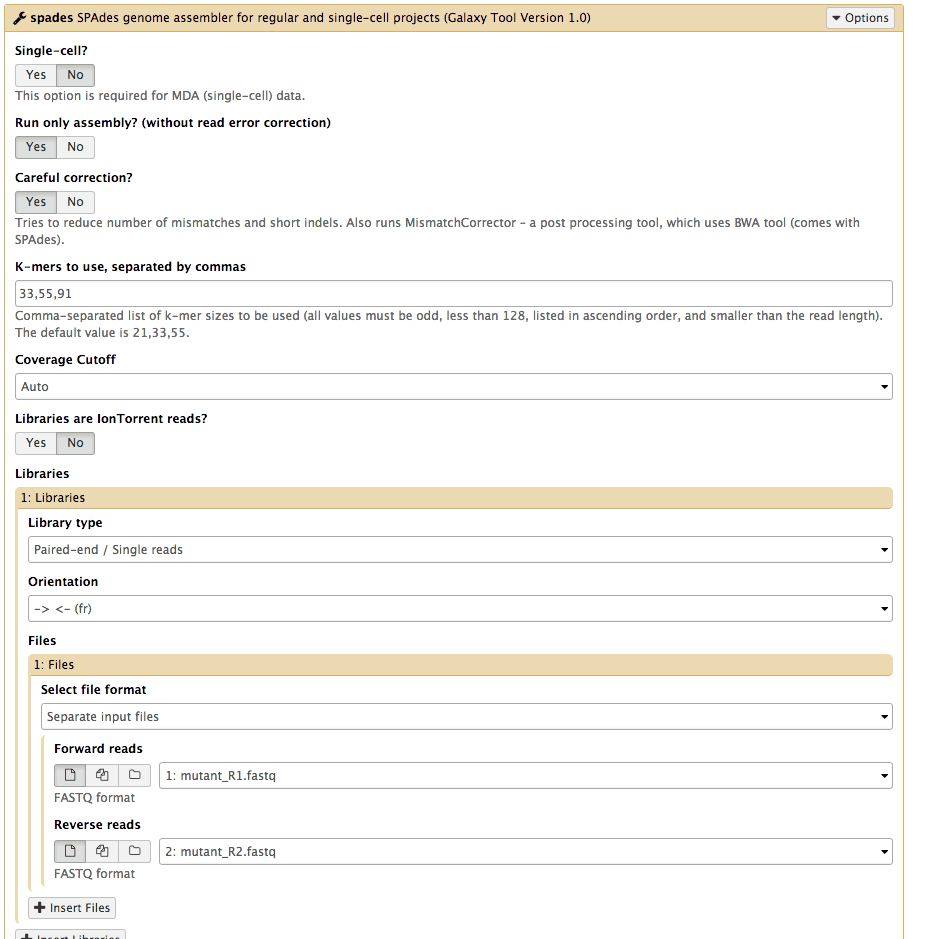 spades SPAdes genome assembler for regular and single-cell projects (Galaxy Tool Version 1.0)
Options
Single-cell?
Yes No
This option is required for MDA (single-cell) data.
Run only assembly? (without read error correction)
Yes No
Careful correction?
Yes No
Tries to reduce number of mismatches and short indels. Also runs MismatchCorrector – a post processing tool, which uses BWA tool (comes with
SPAdes).
K-mers to use, separated by commas
33,55,91
Comma-separated list of k-mer sizes to be used (all values must be odd, less than 128, listed in ascending order, and smaller than the read length).
The default value is 21,33,55.
Coverage Cutoff
Auto
Libraries are IonTorrent reads?
Yes No
Libraries
1: Libraries
Library type
Paired-end / Single reads
Orientation
-> <- (fr)
Files
1: Files
Select file format
Separate input files
Forward reads
1: mutant_R1.fastq
FASTQ format
Reverse reads
2: mutant_R2.fastq
FASTQ format
Insert Files
Insert Libraries